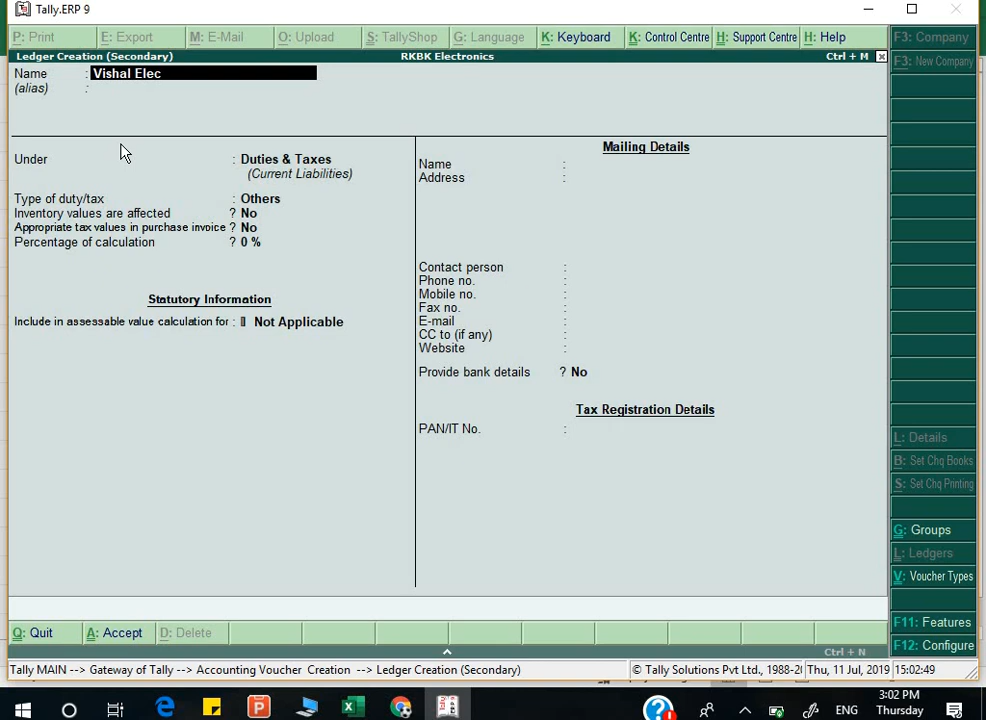 Tally.ERP 9
P: Print E: Export M: E-Mail O: Upload S: TallyShop G: Language K: Keyboard K: Control Centre H: Support Centre H: Help F3: Company
Ledger Creation (Secondary) RKBK Electronics Ctrl + M F3: New Company
Name : Vishal Elec
(alias) :
Mailing Details
Under : Duties & Taxes Name :
(Current Liabilities) Address :
Type of duty/tax : Others
Inventory values are affected ? No
Appropriate tax values in purchase invoice ? No
Percentage of calculation ? 0 %
Contact person :
Phone no. :
Statutory Information Mobile no. :
Fax no. :
Include in assessable value calculation for : Not Applicable E-mail :
CC to (if any) :
Website :
Provide bank details ? No
Tax Registration Details
PAN/IT No. :
L: Details
B: Set Chq Books
S: Set Chq Printing
G: Groups
L: Ledgers
V: Voucher Types
F11: Features
Q: Quit A: Accept D: Delete
F12: Configure
Ctrl + N
Tally MAIN --> Gateway of Tally --> Accounting Voucher Creation --> Ledger Creation (Secondary) © Tally Solutions Pvt Ltd., 1988-2 Thu, 11 Jul, 2019 15:02:49
3:02 PM
ENG
Thursday